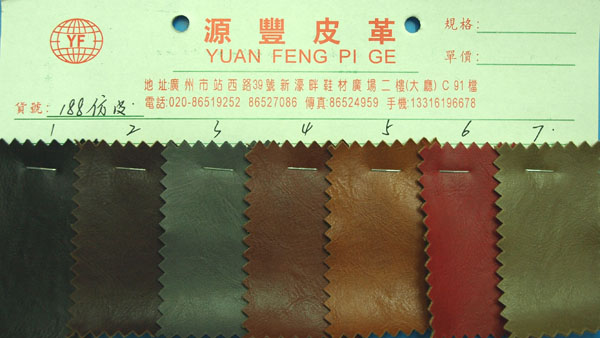 YF
源豐皮革
YUAN FENG PI GE
規格:
單價:
地址:廣州市站西路39號新濠畔鞋材廣場二樓(大廳)C91檔
電話:020-86519252 86527086 傳真:86524959 手機:13316196678
貨號: 188仿皮.
1 2 3 4 5 6 7.